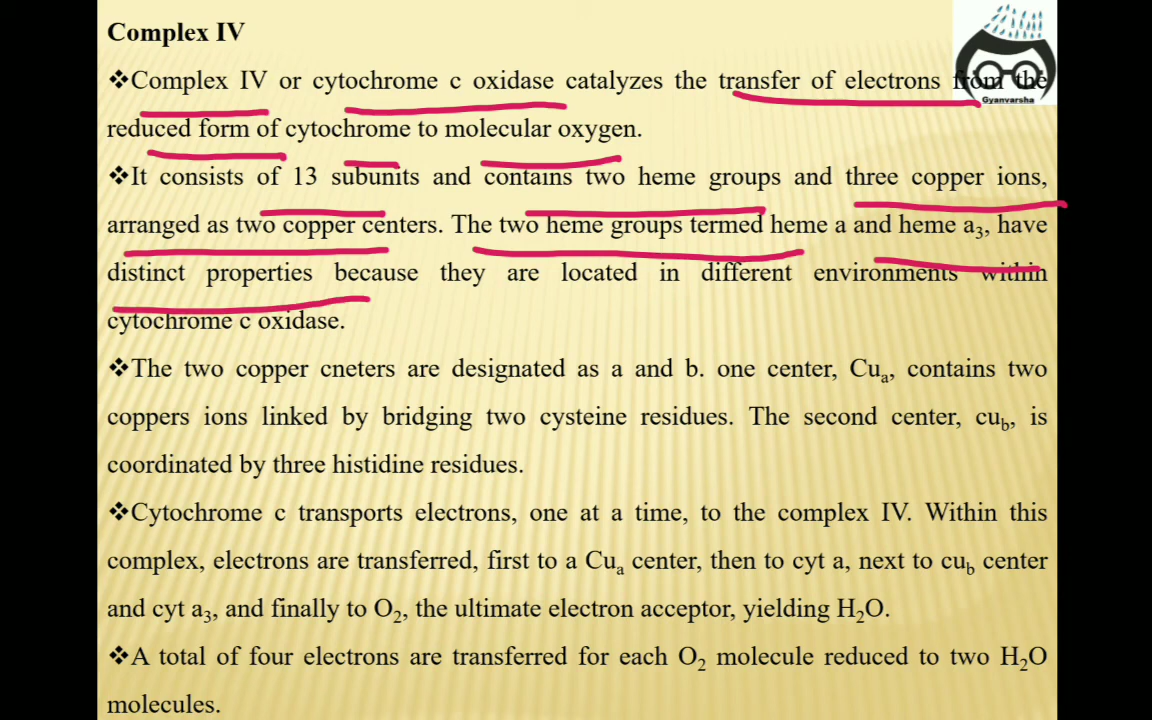 Complex IV
Gyanvarsha
❖Complex IV or cytochrome c oxidase catalyzes the transfer of electrons from the
reduced form of cytochrome to molecular oxygen.
❖It consists of 13 subunits and contains two heme groups and three copper ions,
arranged as two copper centers. The two heme groups termed heme a and heme a₃, have
distinct properties because they are located in different environments within
cytochrome c oxidase.
❖The two copper cneters are designated as a and b. one center, Cuₐ, contains two
coppers ions linked by bridging two cysteine residues. The second center, cu_b, is
coordinated by three histidine residues.
❖Cytochrome c transports electrons, one at a time, to the complex IV. Within this
complex, electrons are transferred, first to a Cuₐ center, then to cyt a, next to cu_b center
and cyt a₃, and finally to O₂, the ultimate electron acceptor, yielding H₂O.
❖A total of four electrons are transferred for each O₂ molecule reduced to two H₂O
molecules.